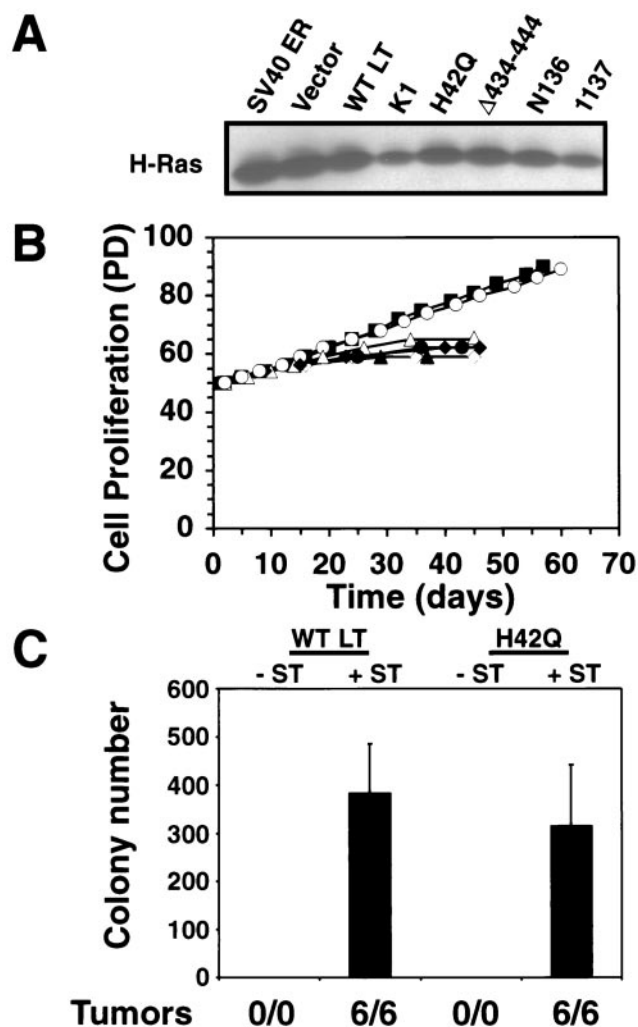 A
SV40 ER
Vector
WT LT
K1
H42Q
Δ434-444
N136
1137
H-Ras
B
Cell Proliferation (PD)
100
80
60
40
20
0
0 10 20 30 40 50 60 70
Time (days)
C
WT LT H42Q
- ST + ST - ST + ST
Colony number
600
500
400
300
200
100
0
Tumors 0/0 6/6 0/0 6/6